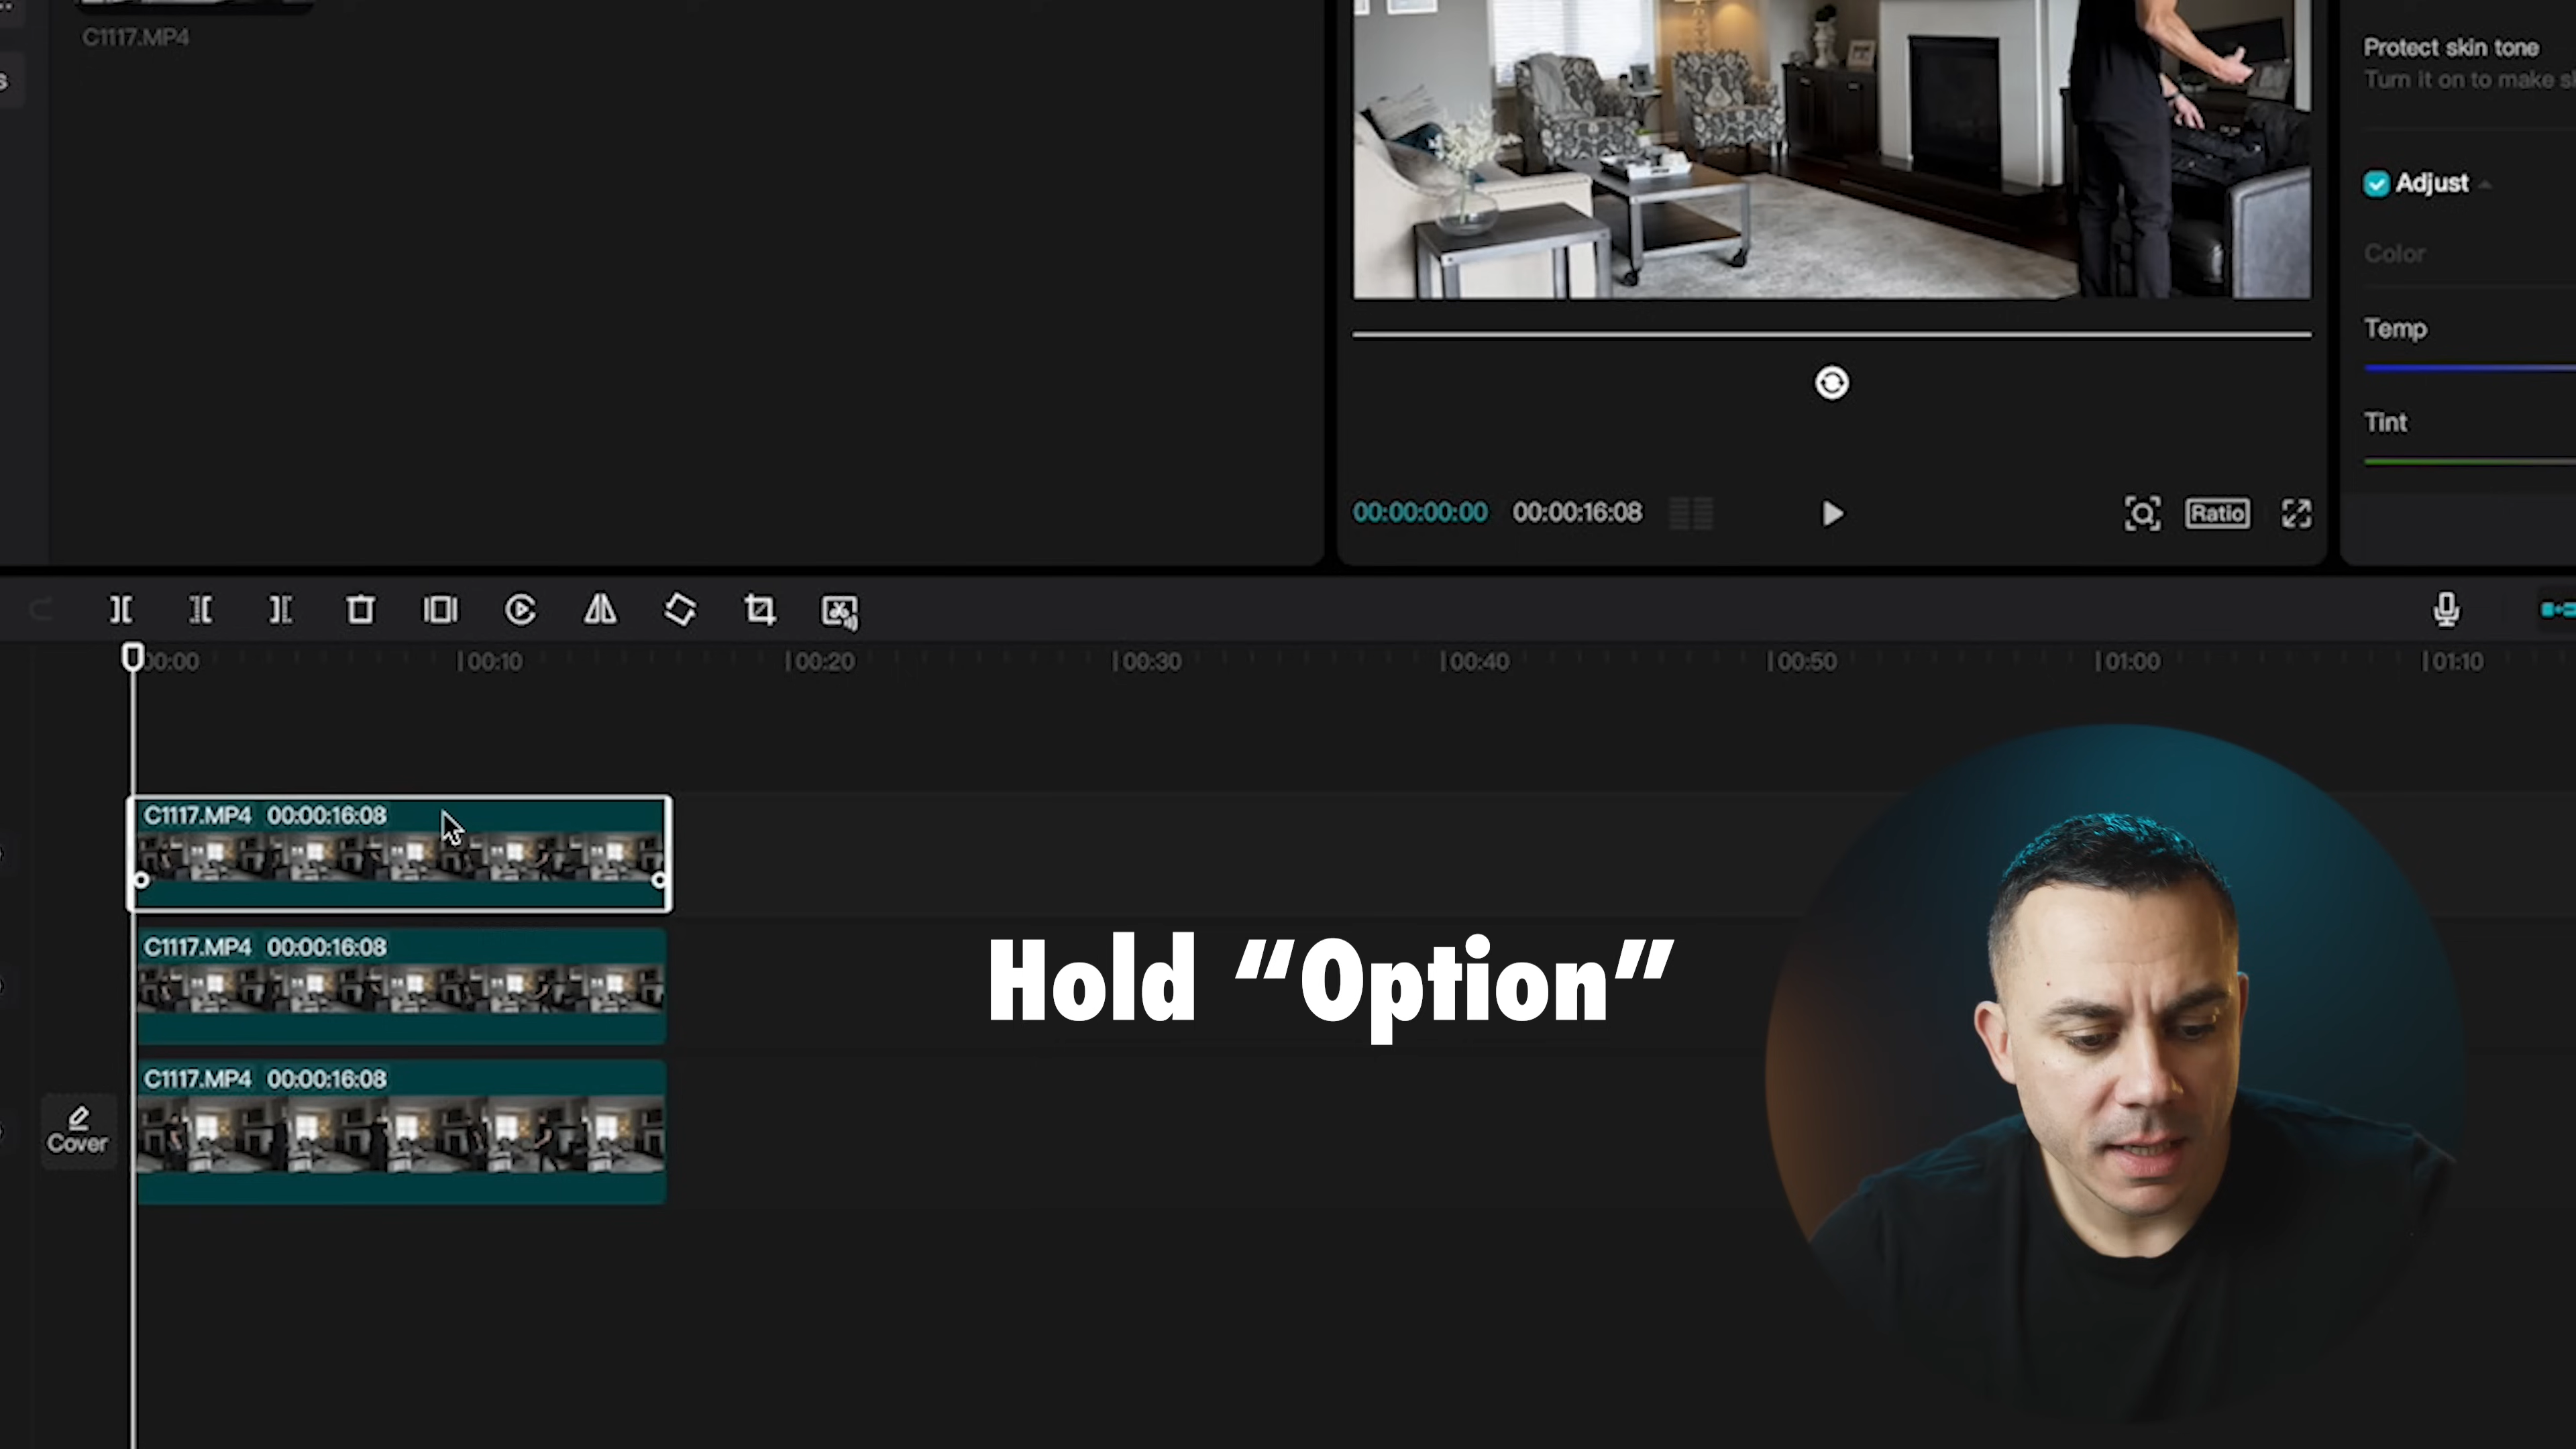 C1117.MP4
Protect skin tone
Turn it on to make
Adjust
Color
Temp
Tint
00:00:00:00 00:00:16:08
Ratio
00:00 00:10 00:20 00:30 00:40 00:50 01:00 01:10
C1117.MP4 00:00:16:08
C1117.MP4 00:00:16:08
Hold “Option”
C1117.MP4 00:00:16:08
Cover